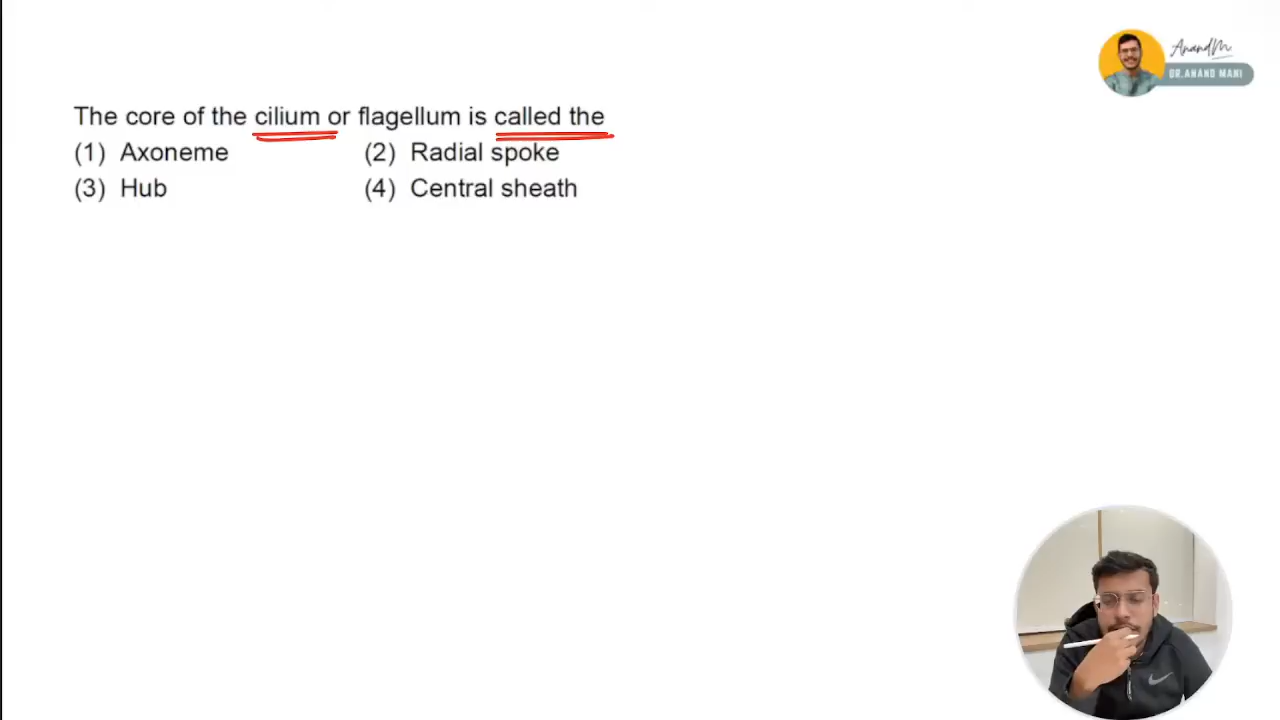 AnandM
DR.ANAND MANI
The core of the cilium or flagellum is called the
(1) Axoneme (2) Radial spoke
(3) Hub (4) Central sheath